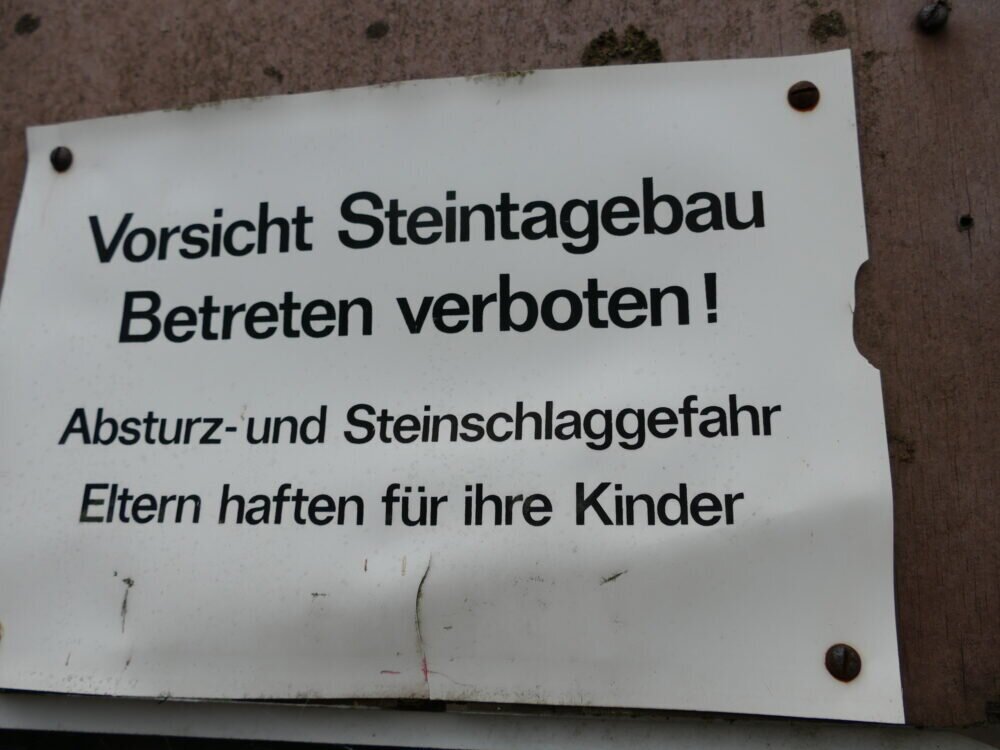 Vorsicht Steintagebau
Betreten verboten!
Absturz- und Steinschlaggefahr
Eltern haften für ihre Kinder